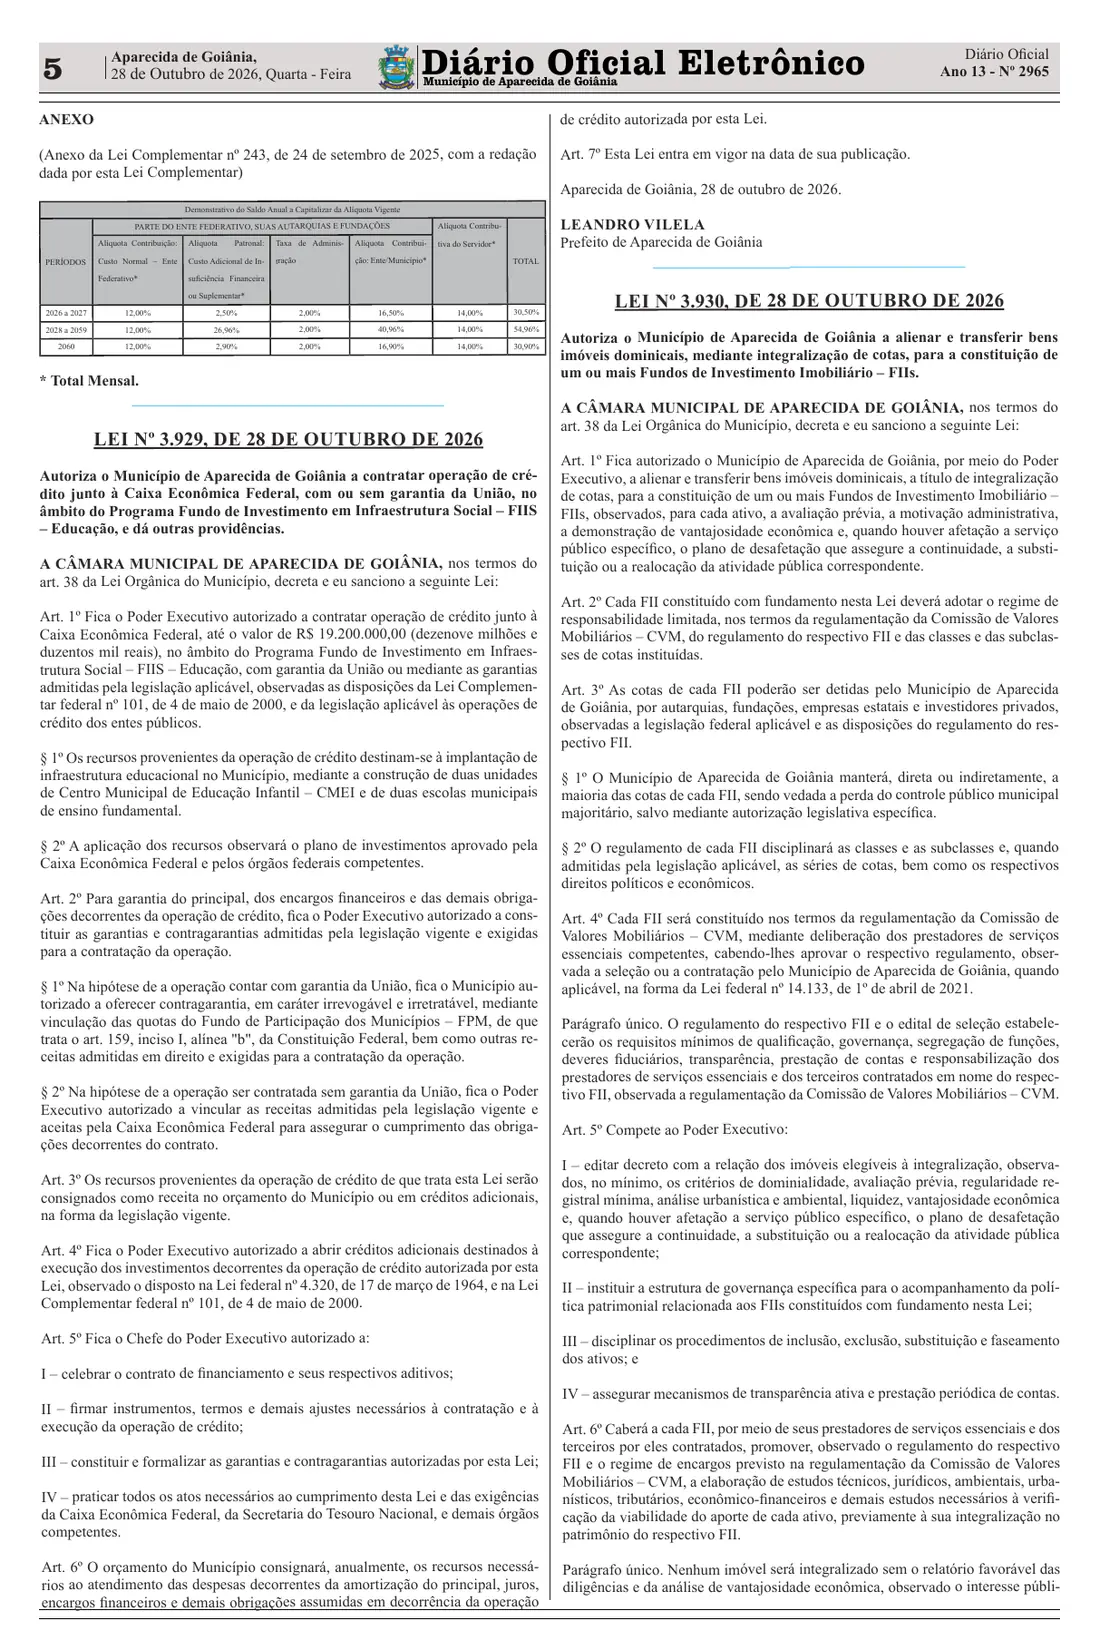 5
Aparecida de Goiânia,
28 de Outubro de 2026, Quarta - Feira
Diário Oficial Eletrônico
Município de Aparecida de Goiânia
Diário Oficial
Ano 13 - Nº 2965
ANEXO
(Anexo da Lei Complementar nº 243, de 24 de setembro de 2025, com a redação
dada por esta Lei Complementar)
Demonstrativo do Saldo Anual a Capitalizar da Alíquota Vigente
PERÍODOS
PARTE DO ENTE FEDERATIVO, SUAS AUTARQUIAS E FUNDAÇÕES
Alíquota Contribu-
tiva do Servidor*
TOTAL
Alíquota Contribuição:
Custo Normal – Ente
Federativo*
Alíquota Patronal:
Custo Adicional de In-
suficiência Financeira
ou Suplementar*
Taxa de Adminis-
tração
Alíquota Contribui-
ção: Ente/Município*
2026 a 2027 12,00% 2,50% 2,00% 16,50% 14,00% 30,50%
2028 a 2059 12,00% 26,96% 2,00% 40,96% 14,00% 54,96%
2060 12,00% 2,90% 2,00% 16,90% 14,00% 30,90%
* Total Mensal.
LEI Nº 3.929, DE 28 DE OUTUBRO DE 2026
Autoriza o Município de Aparecida de Goiânia a contratar operação de cré-
dito junto à Caixa Econômica Federal, com ou sem garantia da União, no
âmbito do Programa Fundo de Investimento em Infraestrutura Social – FIIS
– Educação, e dá outras providências.
A CÂMARA MUNICIPAL DE APARECIDA DE GOIÂNIA, nos termos do
art. 38 da Lei Orgânica do Município, decreta e eu sanciono a seguinte Lei:
Art. 1º Fica o Poder Executivo autorizado a contratar operação de crédito junto à
Caixa Econômica Federal, até o valor de R$ 19.200.000,00 (dezenove milhões e
duzentos mil reais), no âmbito do Programa Fundo de Investimento em Infraes-
trutura Social – FIIS – Educação, com garantia da União ou mediante as garantias
admitidas pela legislação aplicável, observadas as disposições da Lei Complemen-
tar federal nº 101, de 4 de maio de 2000, e da legislação aplicável às operações de
crédito dos entes públicos.
§ 1º Os recursos provenientes da operação de crédito destinam-se à implantação de
infraestrutura educacional no Município, mediante a construção de duas unidades
de Centro Municipal de Educação Infantil – CMEI e de duas escolas municipais
de ensino fundamental.
§ 2º A aplicação dos recursos observará o plano de investimentos aprovado pela
Caixa Econômica Federal e pelos órgãos federais competentes.
Art. 2º Para garantia do principal, dos encargos financeiros e das demais obriga-
ções decorrentes da operação de crédito, fica o Poder Executivo autorizado a cons-
tituir as garantias e contragarantias admitidas pela legislação vigente e exigidas
para a contratação da operação.
§ 1º Na hipótese de a operação contar com garantia da União, fica o Município au-
torizado a oferecer contragarantia, em caráter irrevogável e irretratável, mediante
vinculação das quotas do Fundo de Participação dos Municípios – FPM, de que
trata o art. 159, inciso I, alínea "b", da Constituição Federal, bem como outras re-
ceitas admitidas em direito e exigidas para a contratação da operação.
§ 2º Na hipótese de a operação ser contratada sem garantia da União, fica o Poder
Executivo autorizado a vincular as receitas admitidas pela legislação vigente e
aceitas pela Caixa Econômica Federal para assegurar o cumprimento das obriga-
ções decorrentes do contrato.
Art. 3º Os recursos provenientes da operação de crédito de que trata esta Lei serão
consignados como receita no orçamento do Município ou em créditos adicionais,
na forma da legislação vigente.
Art. 4º Fica o Poder Executivo autorizado a abrir créditos adicionais destinados à
execução dos investimentos decorrentes da operação de crédito autorizada por esta
Lei, observado o disposto na Lei federal nº 4.320, de 17 de março de 1964, e na Lei
Complementar federal nº 101, de 4 de maio de 2000.
Art. 5º Fica o Chefe do Poder Executivo autorizado a:
I – celebrar o contrato de financiamento e seus respectivos aditivos;
II – firmar instrumentos, termos e demais ajustes necessários à contratação e à
execução da operação de crédito;
III – constituir e formalizar as garantias e contragarantias autorizadas por esta Lei;
IV – praticar todos os atos necessários ao cumprimento desta Lei e das exigências
da Caixa Econômica Federal, da Secretaria do Tesouro Nacional, e demais órgãos
competentes.
Art. 6º O orçamento do Município consignará, anualmente, os recursos necessá-
rios ao atendimento das despesas decorrentes da amortização do principal, juros,
encargos financeiros e demais obrigações assumidas em decorrência da operação
de crédito autorizada por esta Lei.
Art. 7º Esta Lei entra em vigor na data de sua publicação.
Aparecida de Goiânia, 28 de outubro de 2026.
LEANDRO VILELA
Prefeito de Aparecida de Goiânia
LEI Nº 3.930, DE 28 DE OUTUBRO DE 2026
Autoriza o Município de Aparecida de Goiânia a alienar e transferir bens
imóveis dominicais, mediante integralização de cotas, para a constituição de
um ou mais Fundos de Investimento Imobiliário – FIIs.
A CÂMARA MUNICIPAL DE APARECIDA DE GOIÂNIA, nos termos do
art. 38 da Lei Orgânica do Município, decreta e eu sanciono a seguinte Lei:
Art. 1º Fica autorizado o Município de Aparecida de Goiânia, por meio do Poder
Executivo, a alienar e transferir bens imóveis dominicais, a título de integralização
de cotas, para a constituição de um ou mais Fundos de Investimento Imobiliário –
FIIs, observados, para cada ativo, a avaliação prévia, a motivação administrativa,
a demonstração de vantajosidade econômica e, quando houver afetação a serviço
público específico, o plano de desafetação que assegure a continuidade, a substi-
tuição ou a realocação da atividade pública correspondente.
Art. 2º Cada FII constituído com fundamento nesta Lei deverá adotar o regime de
responsabilidade limitada, nos termos da regulamentação da Comissão de Valores
Mobiliários – CVM, do regulamento do respectivo FII e das classes e das subclas-
ses de cotas instituídas.
Art. 3º As cotas de cada FII poderão ser detidas pelo Município de Aparecida
de Goiânia, por autarquias, fundações, empresas estatais e investidores privados,
observadas a legislação federal aplicável e as disposições do regulamento do res-
pectivo FII.
§ 1º O Município de Aparecida de Goiânia manterá, direta ou indiretamente, a
maioria das cotas de cada FII, sendo vedada a perda do controle público municipal
majoritário, salvo mediante autorização legislativa específica.
§ 2º O regulamento de cada FII disciplinará as classes e as subclasses e, quando
admitidas pela legislação aplicável, as séries de cotas, bem como os respectivos
direitos políticos e econômicos.
Art. 4º Cada FII será constituído nos termos da regulamentação da Comissão de
Valores Mobiliários – CVM, mediante deliberação dos prestadores de serviços
essenciais competentes, cabendo-lhes aprovar o respectivo regulamento, obser-
vada a seleção ou a contratação pelo Município de Aparecida de Goiânia, quando
aplicável, na forma da Lei federal nº 14.133, de 1º de abril de 2021.
Parágrafo único. O regulamento do respectivo FII e o edital de seleção estabele-
cerão os requisitos mínimos de qualificação, governança, segregação de funções,
deveres fiduciários, transparência, prestação de contas e responsabilização dos
prestadores de serviços essenciais e dos terceiros contratados em nome do respec-
tivo FII, observada a regulamentação da Comissão de Valores Mobiliários – CVM.
Art. 5º Compete ao Poder Executivo:
I – editar decreto com a relação dos imóveis elegíveis à integralização, observa-
dos, no mínimo, os critérios de dominialidade, avaliação prévia, regularidade re-
gistral mínima, análise urbanística e ambiental, liquidez, vantajosidade econômica
e, quando houver afetação a serviço público específico, o plano de desafetação
que assegure a continuidade, a substituição ou a realocação da atividade pública
correspondente;
II – instituir a estrutura de governança específica para o acompanhamento da polí-
tica patrimonial relacionada aos FIIs constituídos com fundamento nesta Lei;
III – disciplinar os procedimentos de inclusão, exclusão, substituição e faseamento
dos ativos; e
IV – assegurar mecanismos de transparência ativa e prestação periódica de contas.
Art. 6º Caberá a cada FII, por meio de seus prestadores de serviços essenciais e dos
terceiros por eles contratados, promover, observado o regulamento do respectivo
FII e o regime de encargos previsto na regulamentação da Comissão de Valores
Mobiliários – CVM, a elaboração de estudos técnicos, jurídicos, ambientais, urba-
nísticos, tributários, econômico-financeiros e demais estudos necessários à verifi-
cação da viabilidade do aporte de cada ativo, previamente à sua integralização no
patrimônio do respectivo FII.
Parágrafo único. Nenhum imóvel será integralizado sem o relatório favorável das
diligências e da análise de vantajosidade econômica, observado o interesse públi-